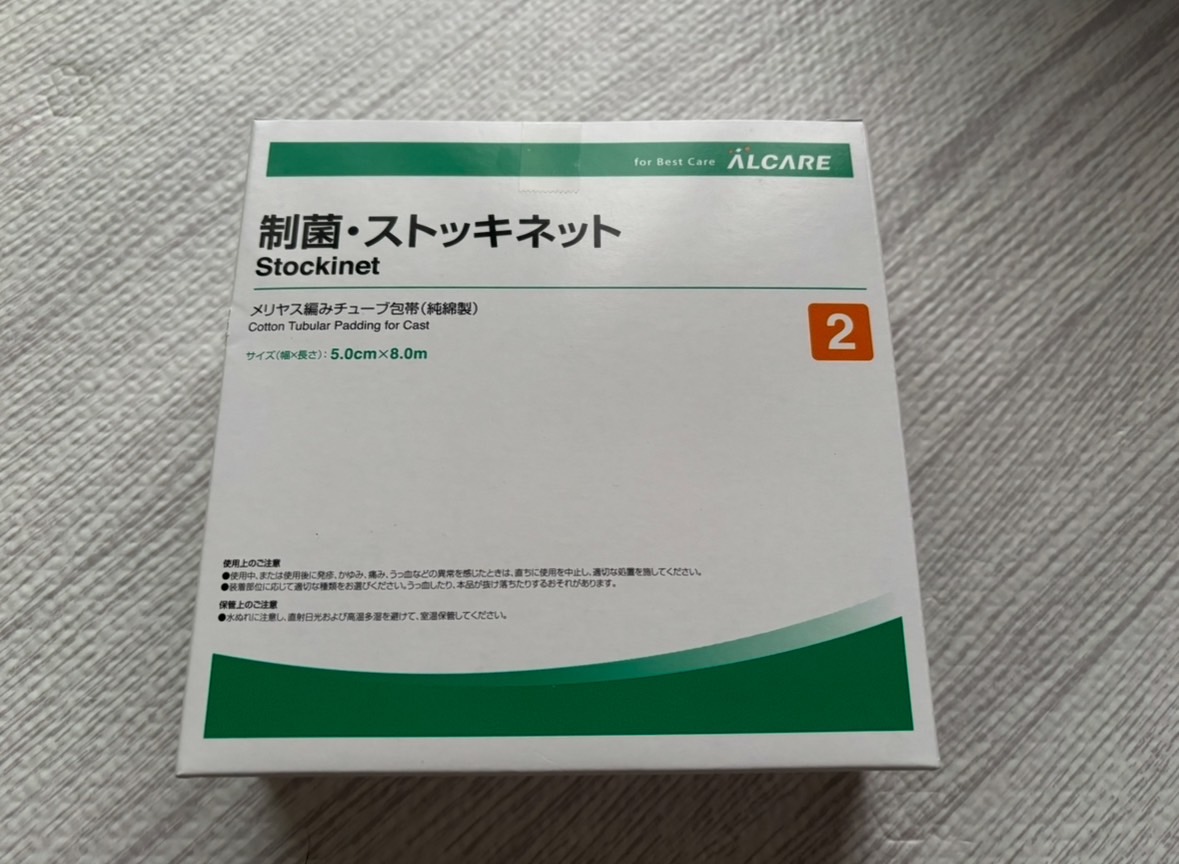 for Best Care ALCARE
制菌・ストッキネット
Stockinet
メリヤス編みチューブ包帯(純綿製)
Cotton Tubular Padding for Cast
2
サイズ(幅×長さ):5.0cm×8.0m
使用上のご注意
●使用中、または使用後に発疹、かゆみ、痛み、うっ血などの異常を感じたときは、直ちに使用を中止し、適切な処置を施してください。
●装着部位に応じて適切な種類をお選びください。うっ血したり、本品が抜け落ちたりするおそれがあります。
保管上のご注意
●水ぬれに注意し、直射日光および高温多湿を避けて、室温保管してください。